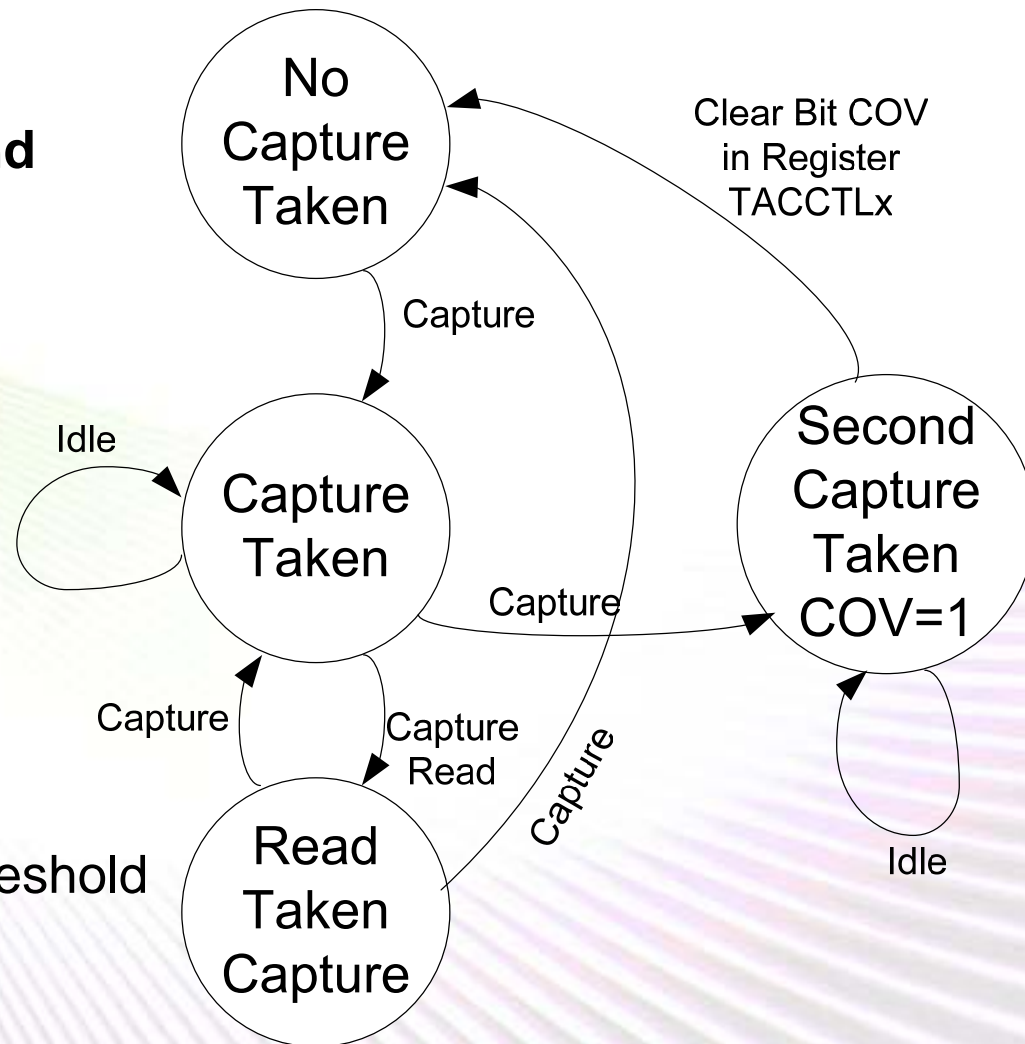 No
Capture
Taken
Clear Bit COV
in Register
TACCTLx
Capture
Idle
Capture
Taken
Second
Capture
Taken
COV=1
Capture
Capture
Capture
Read
Capture
Idle
Read
Taken
Capture